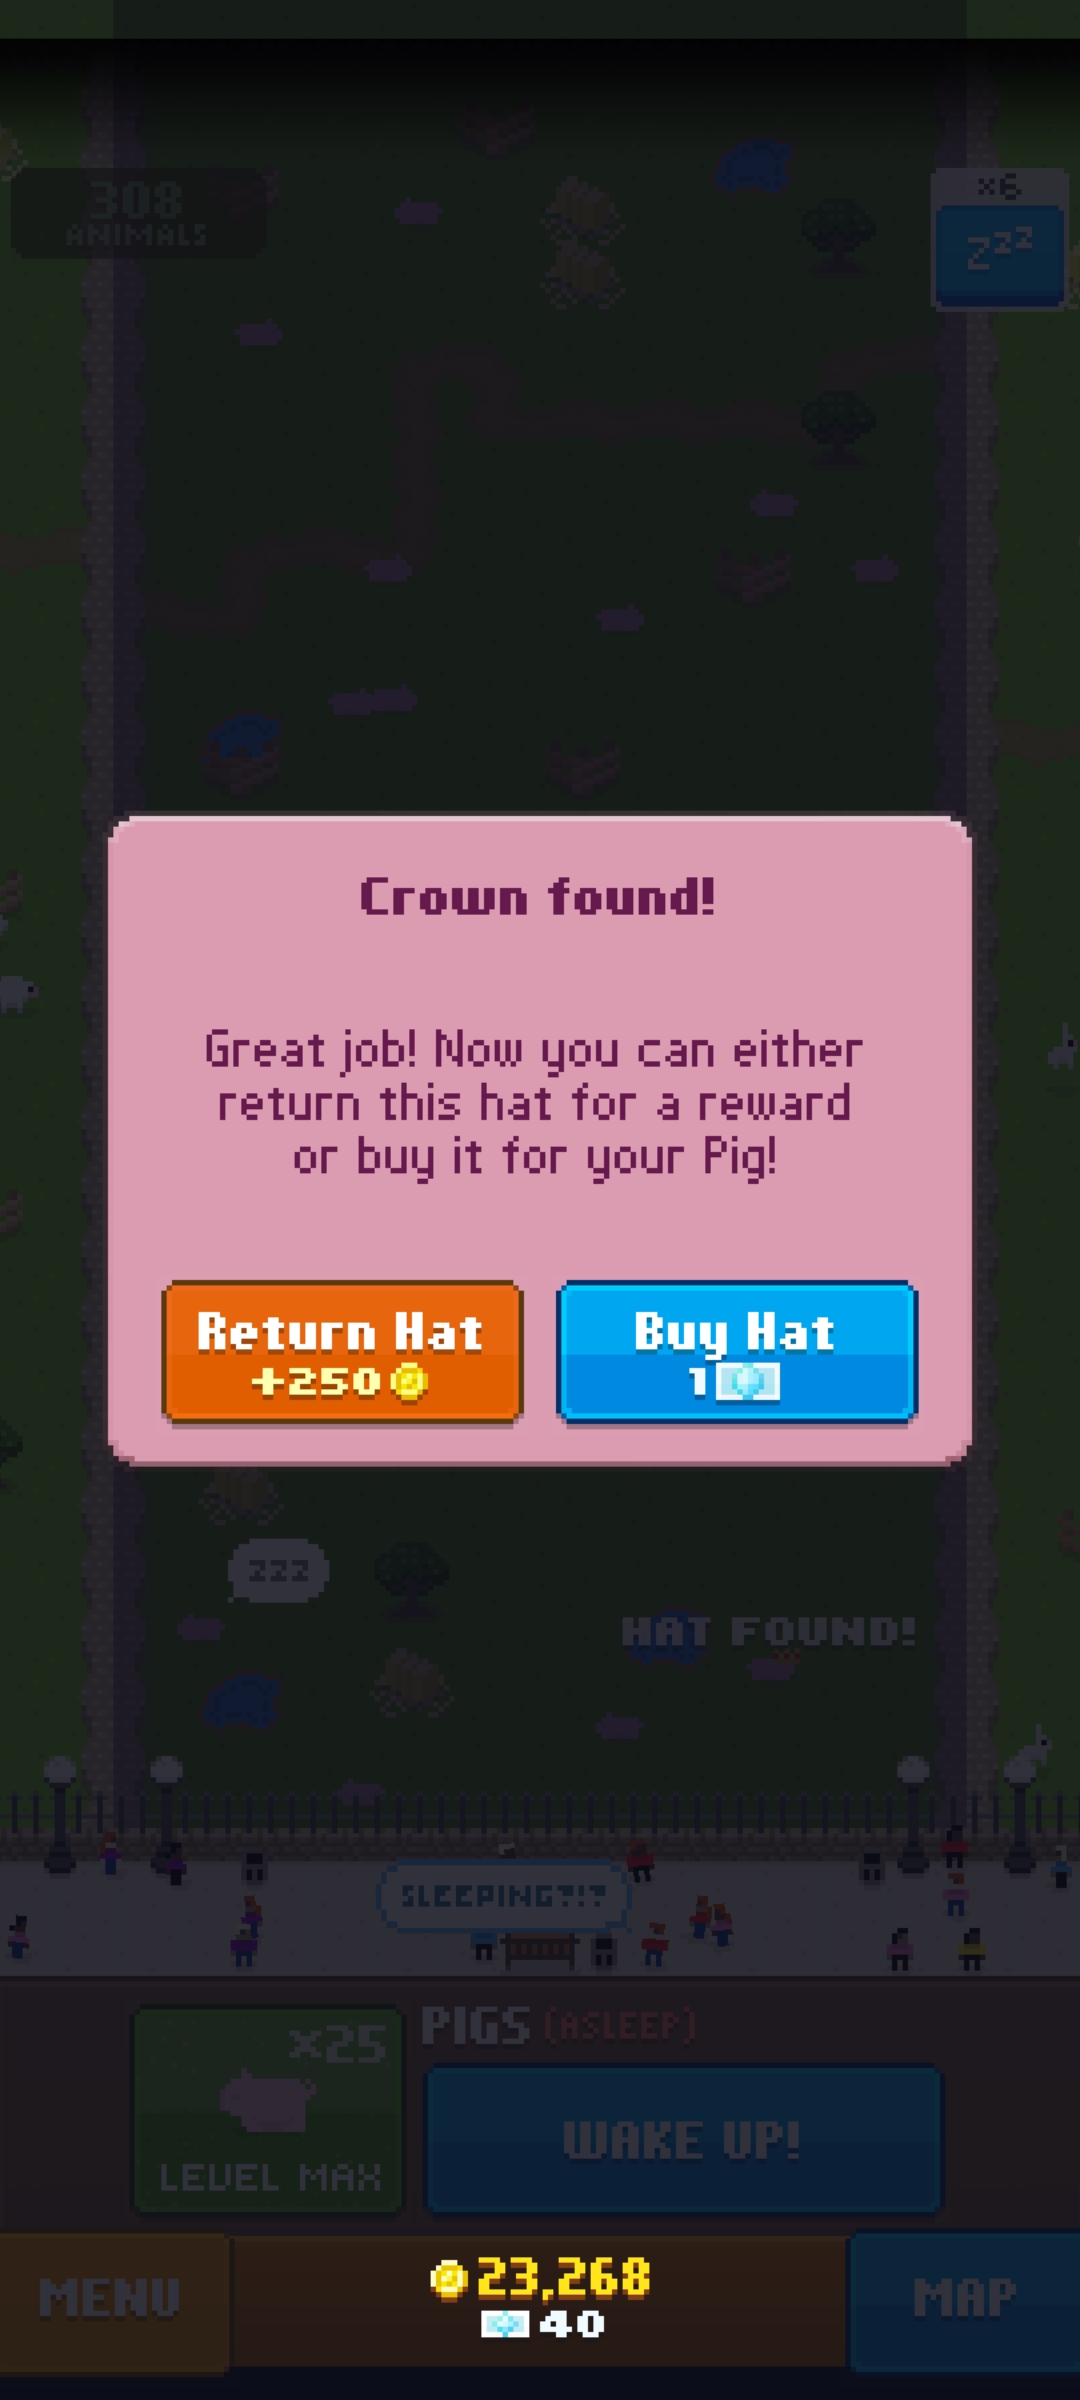 308
ANIMALS
x6
zzz
Crown found!
Great job! Now you can either
return this hat for a reward
or buy it for your Pig!
Return Hat
+250
Buy Hat
1
zzz
HAT FOUND!
SLEEPING?!?
x25
PIGS (ASLEEP)
WAKE UP!
LEVEL MAX
MENU
23,268
40
MAP